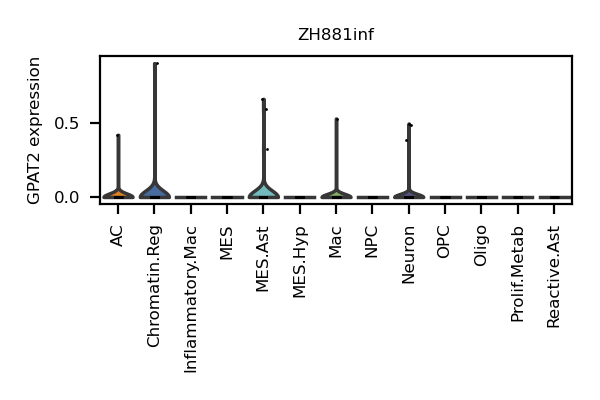 ZH881inf
GPAT2 expression
0.5
0.0
AC
Chromatin.Reg
Inflammatory.Mac
MES
MES.Ast
MES.Hyp
Mac
NPC
Neuron
OPC
Oligo
Prolif.Metab
Reactive.Ast